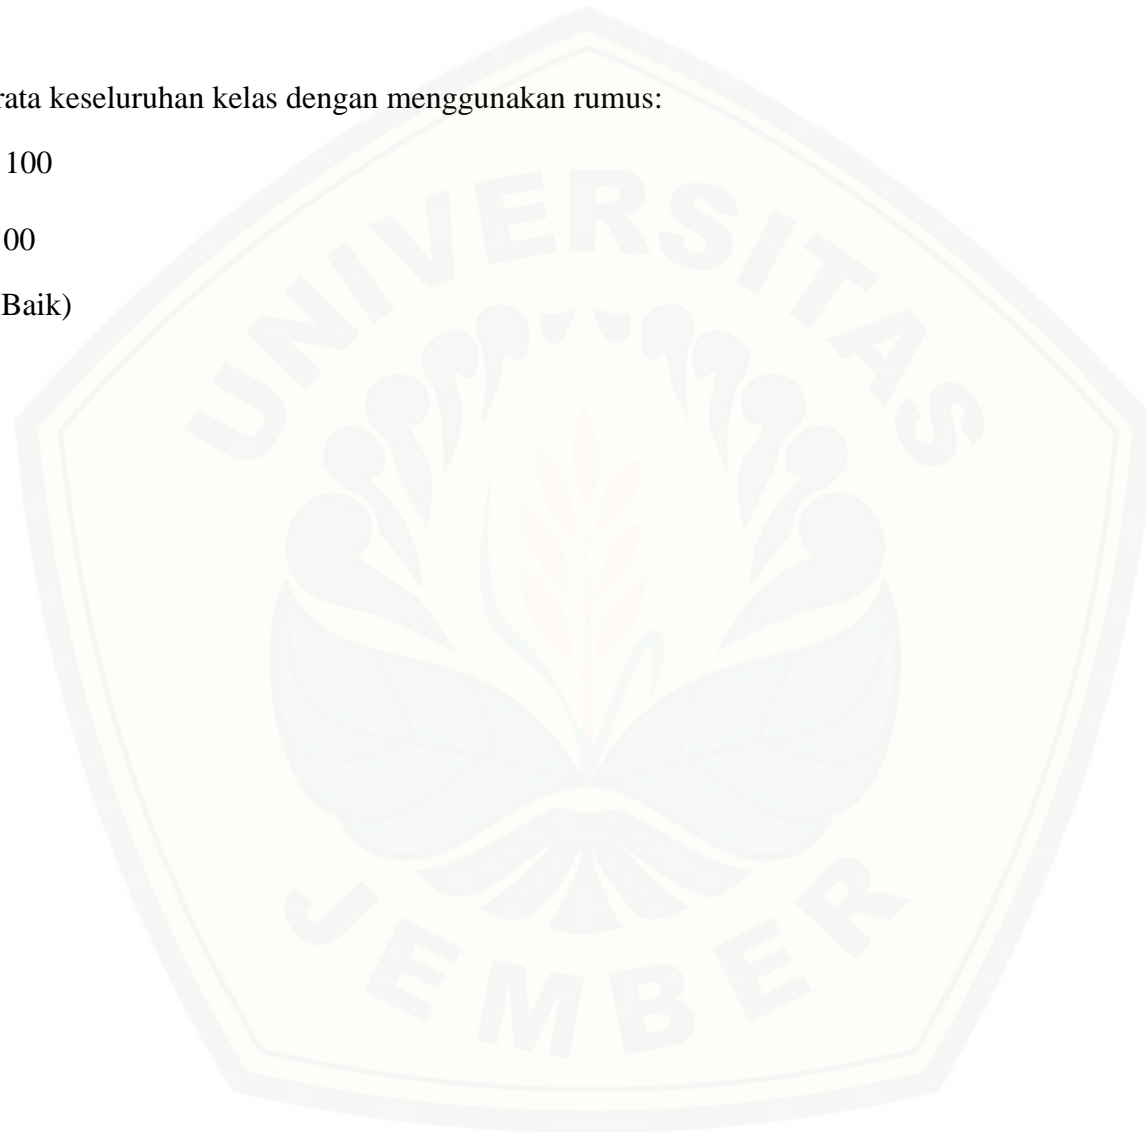 rata keseluruhan kelas dengan menggunakan rumus:
100
00
Baik)
UNIVERSITAS
JEMBER